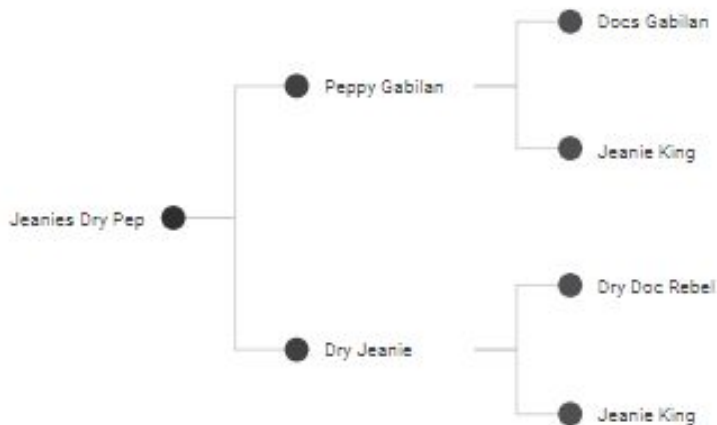 Docs Gabilan
Peppy Gabilan
Jeanie King
Jeanies Dry Pep
Dry Doc Rebel
Dry Jeanie
Jeanie King